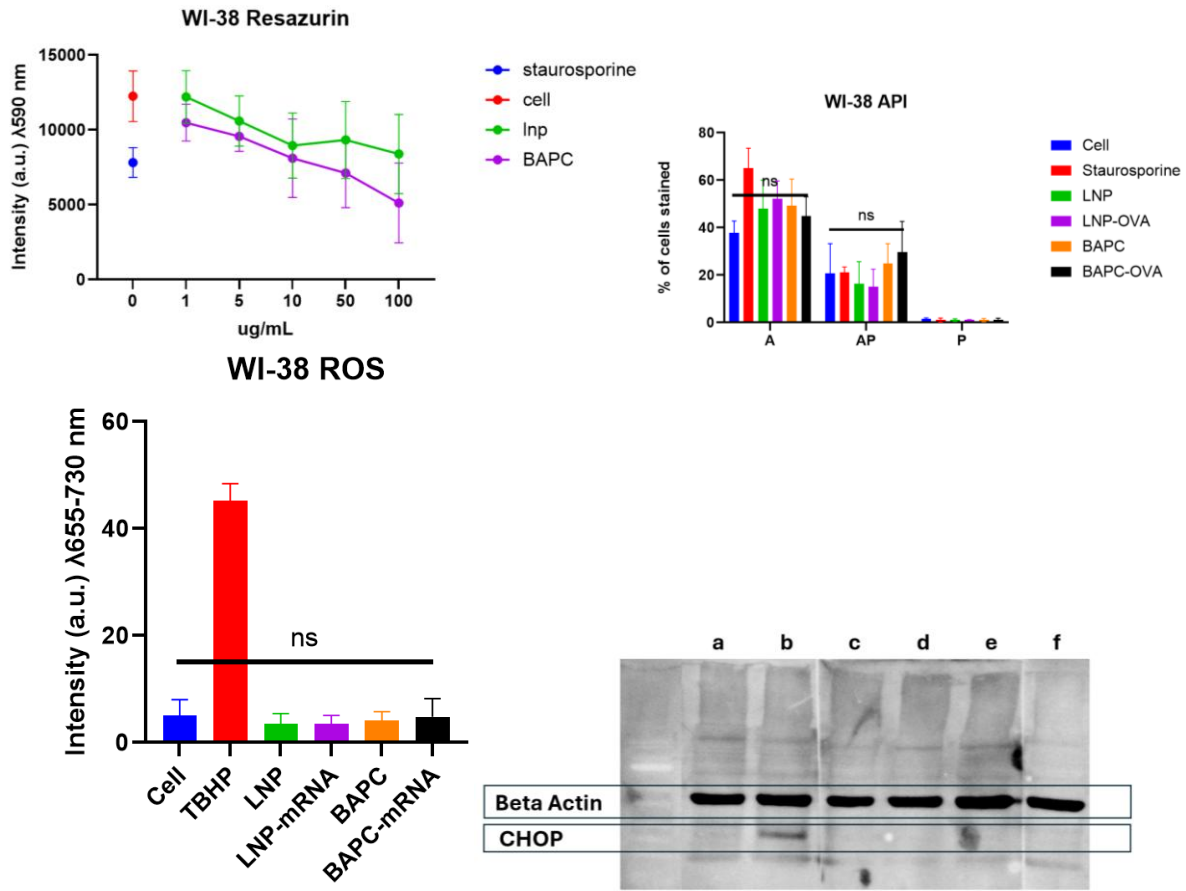 WI-38 Resazurin
Intensity (a.u.) λ590 nm
15000
10000
5000
0
0 1 5 10 50 100
ug/mL
staurosporine
cell
lnp
BAPC
WI-38 API
% of cells stained
80
60
40
20
0
ns
ns
A AP P
Cell
Staurosporine
LNP
LNP-OVA
BAPC
BAPC-OVA
WI-38 ROS
Intensity (a.u.) λ655-730 nm
60
40
20
0
ns
Cell
TBHP
LNP
LNP-mRNA
BAPC
BAPC-mRNA
a b c d e f
Beta Actin
CHOP